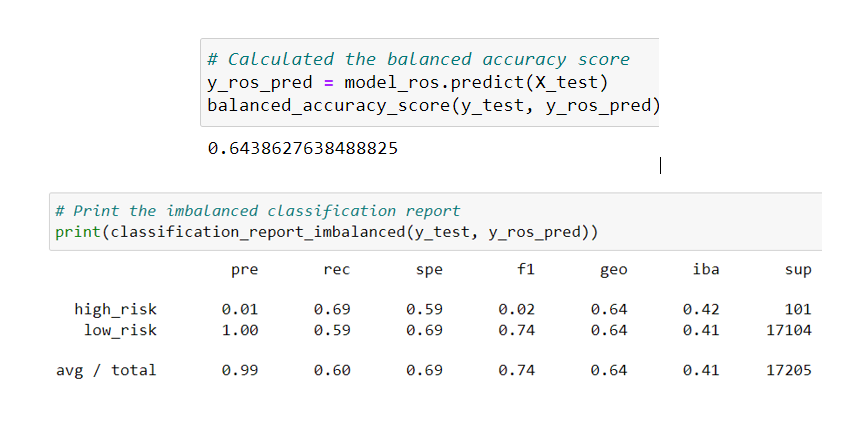 # Calculated the balanced accuracy score
y_ros_pred = model_ros.predict(X_test)
balanced_accuracy_score(y_test, y_ros_pred)
0.6438627638488825
# Print the imbalanced classification report
print(classification_report_imbalanced(y_test, y_ros_pred))
pre rec spe f1 geo iba sup
high_risk 0.01 0.69 0.59 0.02 0.64 0.42 101
low_risk 1.00 0.59 0.69 0.74 0.64 0.41 17104
avg / total 0.99 0.60 0.69 0.74 0.64 0.41 17205